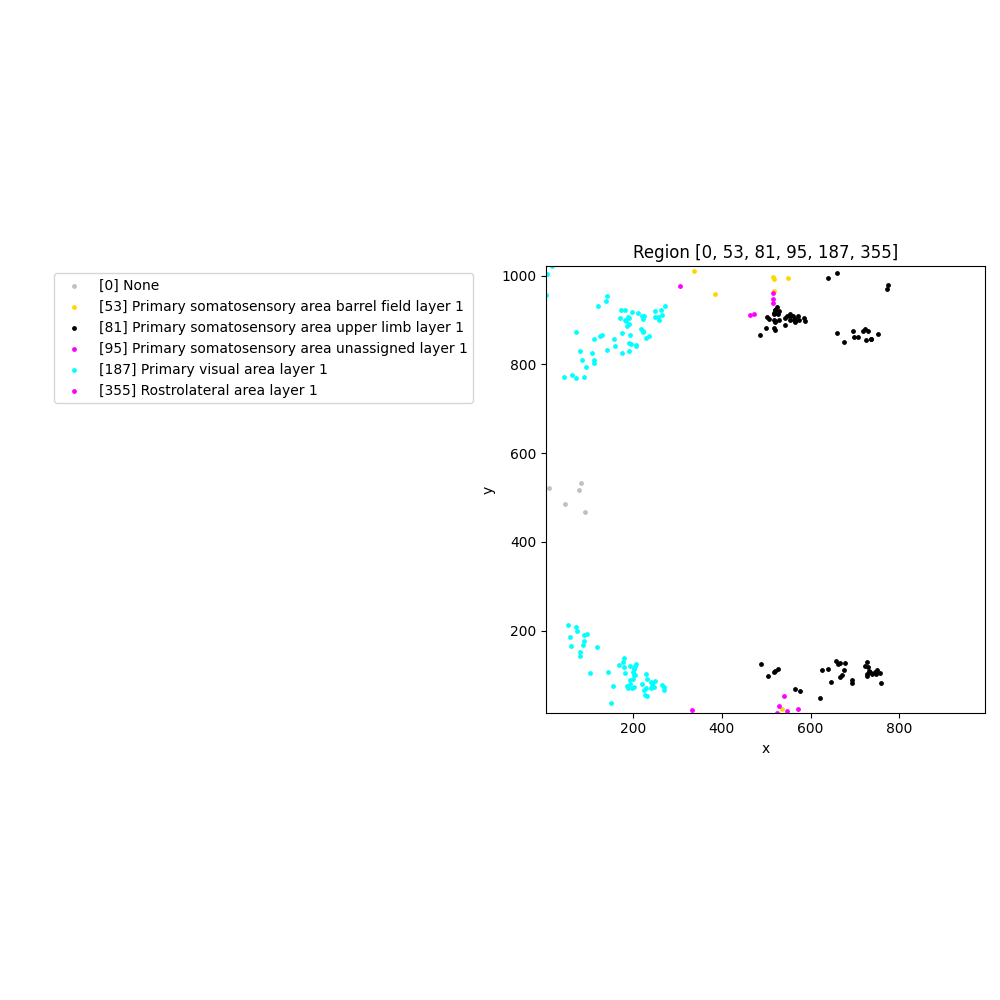 Region [0, 53, 81, 95, 187, 355]
[0] None
[53] Primary somatosensory area barrel field layer 1
[81] Primary somatosensory area upper limb layer 1
[95] Primary somatosensory area unassigned layer 1
[187] Primary visual area layer 1
[355] Rostrolateral area layer 1
1000
800
600
400
200
y
200 400 600 800
x